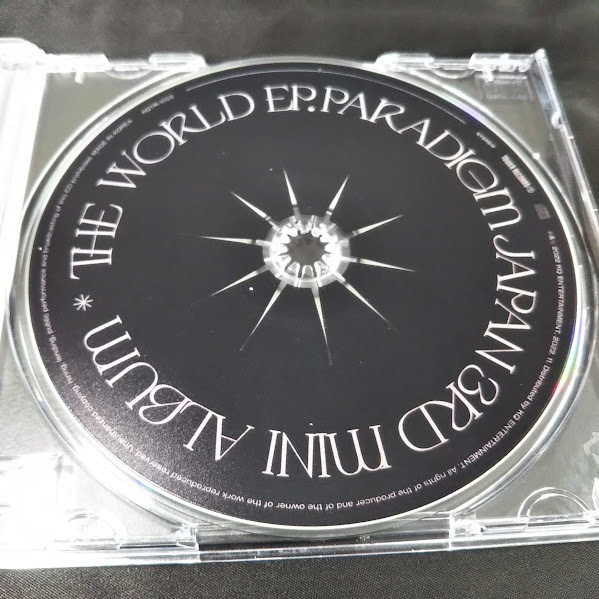 * THE WORLD EP.PARADIGM JAPAN 3RD MINI ALBUM
℗ & © 2022 KQ ENTERTAINMENT, 2022. 11. Distributed by KQ ENTERTAINMENT. All rights of the producer and of the owner of the work reproduced reserved. Unauthorized copying, hiring, lending, public performance and broadcasting of this CD prohibited. MADE IN KOREA.